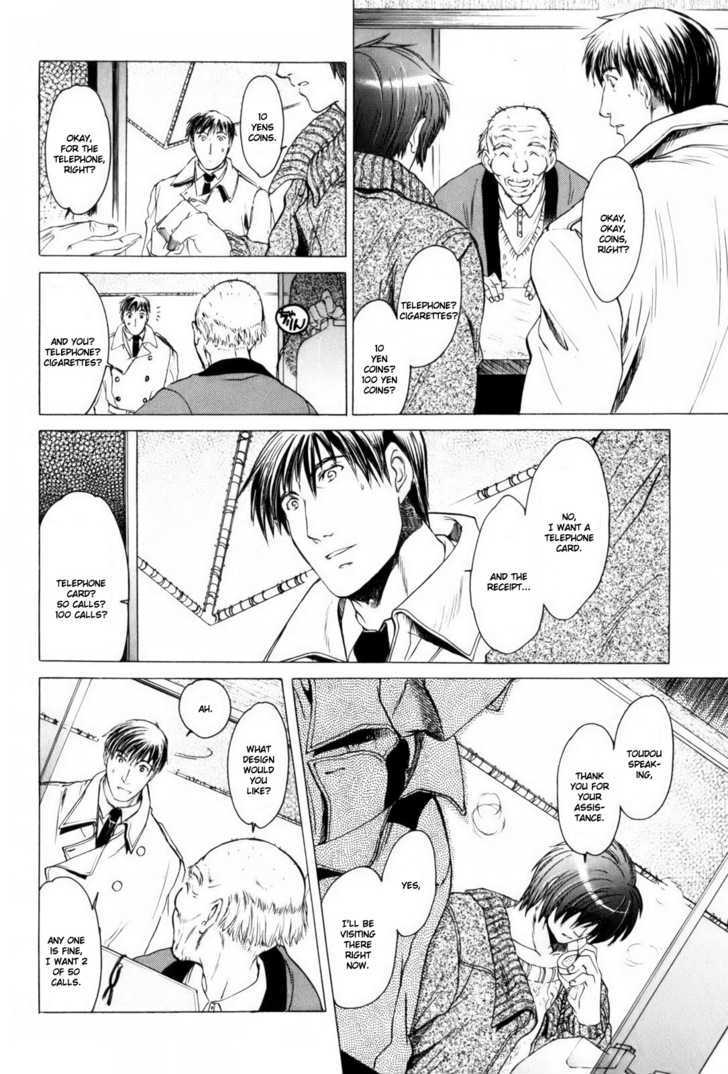 OKAY,
OKAY,
COINS,
RIGHT?
TELEPHONE?
CIGARETTES?
10
YEN
COINS?
100 YEN
COINS?
10
YENS
COINS.
OKAY,
FOR THE
TELEPHONE,
RIGHT?
AND YOU?
TELEPHONE?
CIGARETTES?
NO,
I WANT A
TELEPHONE
CARD.
AND THE
RECEIPT...
TELEPHONE
CARD?
50 CALLS?
100 CALLS?
TOUDOU
SPEAK-
ING,
THANK
YOU FOR
YOUR
ASSIS-
TANCE.
YES,
I'LL BE
VISITING
THERE
RIGHT
NOW.
AH.
WHAT
DESIGN
WOULD
YOU
LIKE?
ANY ONE
IS FINE,
I WANT 2
OF 50
CALLS.